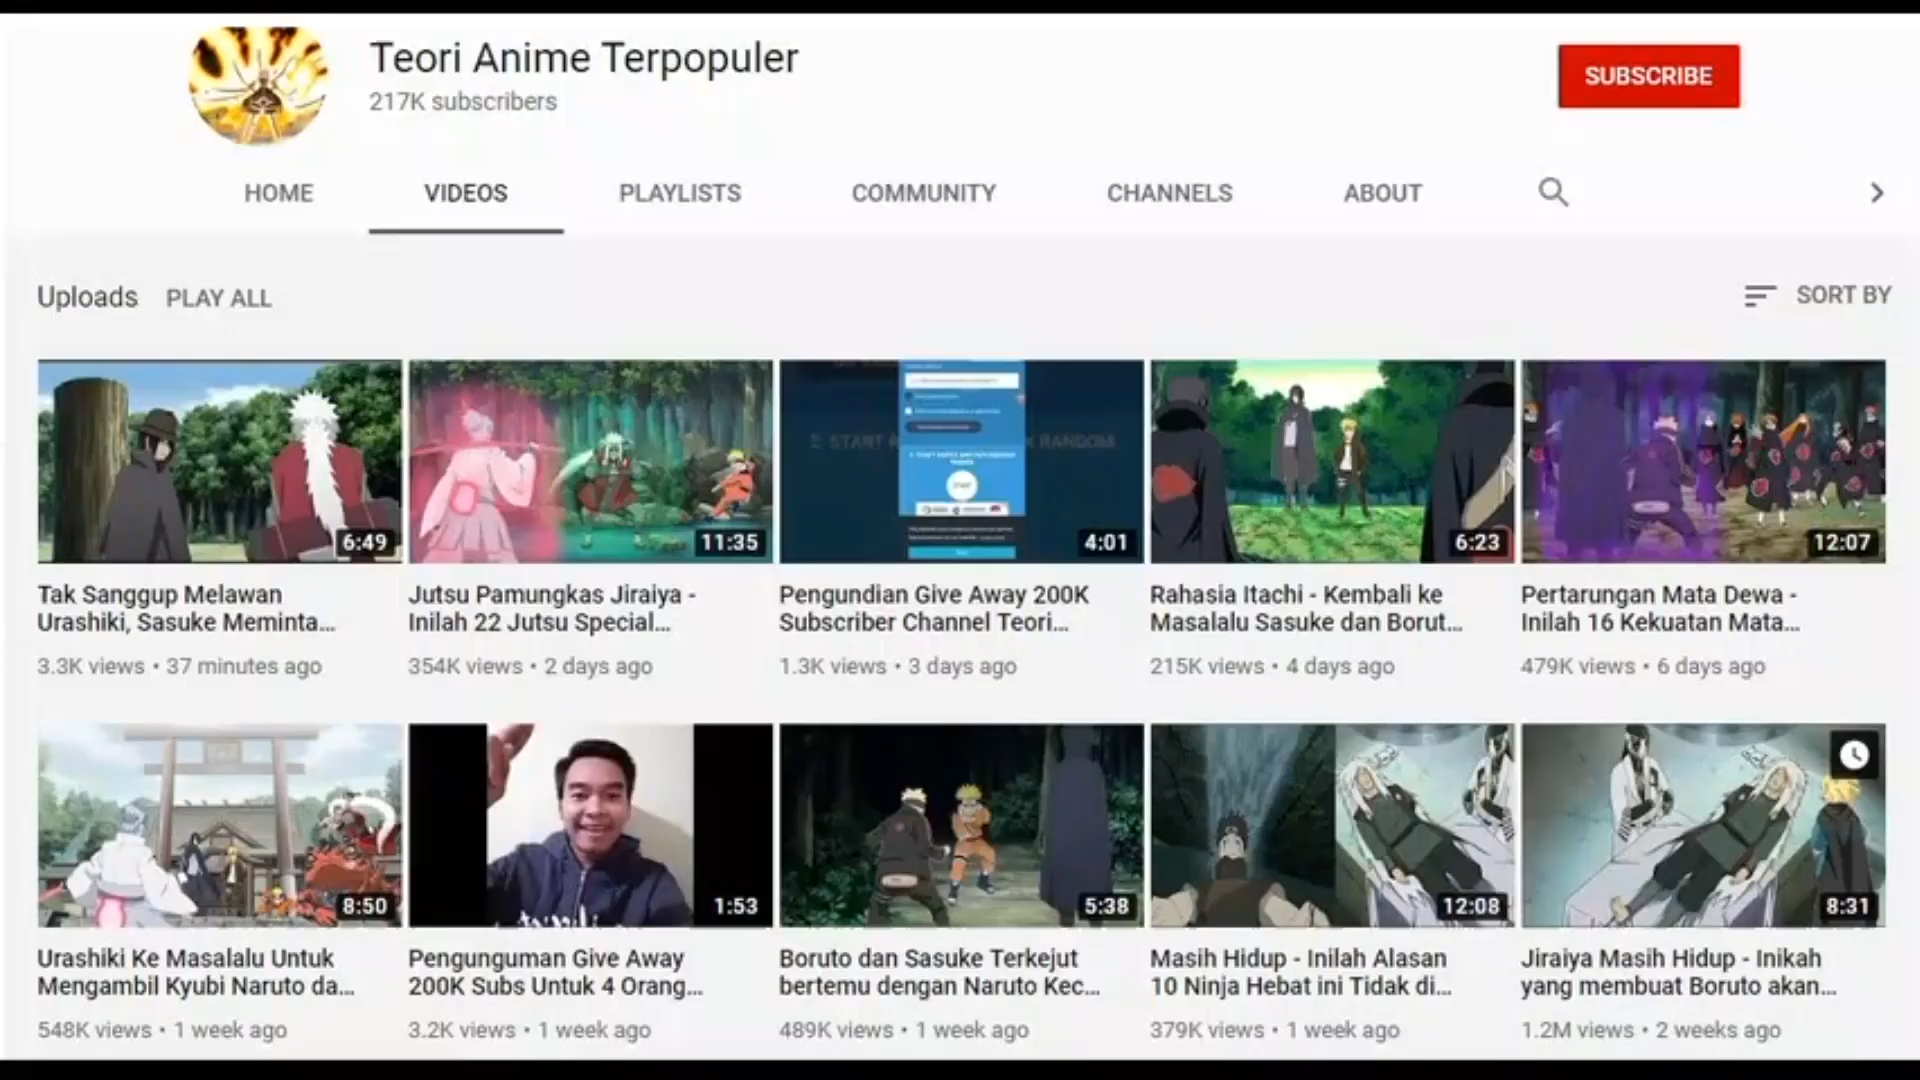 Teori Anime Terpopuler
217K subscribers
SUBSCRIBE
HOME VIDEOS PLAYLISTS COMMUNITY CHANNELS ABOUT
Uploads PLAY ALL SORT BY
6:49 11:35 4:01 6:23 12:07
Tak Sanggup Melawan
Urashiki, Sasuke Meminta...
3.3K views • 37 minutes ago
Jutsu Pamungkas Jiraiya -
Inilah 22 Jutsu Special...
354K views • 2 days ago
Pengundian Give Away 200K
Subscriber Channel Teori...
1.3K views • 3 days ago
Rahasia Itachi - Kembali ke
Masalalu Sasuke dan Borut...
215K views • 4 days ago
Pertarungan Mata Dewa -
Inilah 16 Kekuatan Mata...
479K views • 6 days ago
8:50 1:53 5:38 12:08 8:31
Urashiki Ke Masalalu Untuk
Mengambil Kyubi Naruto da...
548K views • 1 week ago
Pengunguman Give Away
200K Subs Untuk 4 Orang...
3.2K views • 1 week ago
Boruto dan Sasuke Terkejut
bertemu dengan Naruto Kec...
489K views • 1 week ago
Masih Hidup - Inilah Alasan
10 Ninja Hebat ini Tidak di...
379K views • 1 week ago
Jiraiya Masih Hidup - Inikah
yang membuat Boruto akan...
1.2M views • 2 weeks ago